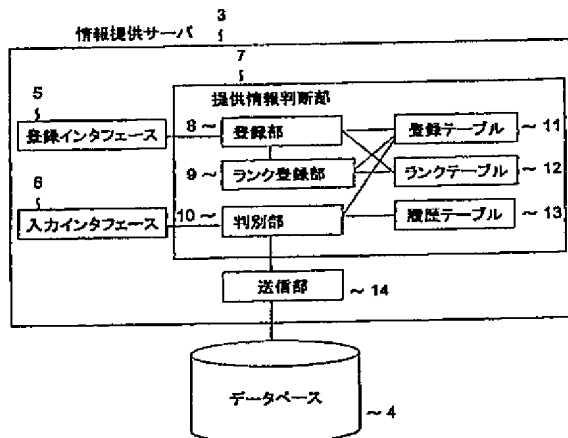 情報提供サーバ 3
7
5
提供情報判断部
登録インタフェース
8 ～ 登録部
登録テーブル ～ 11
9 ～ ランク登録部
ランクテーブル ～ 12
6
入力インタフェース
10 ～ 判別部
履歴テーブル ～ 13
送信部 ～ 14
データベース ～ 4